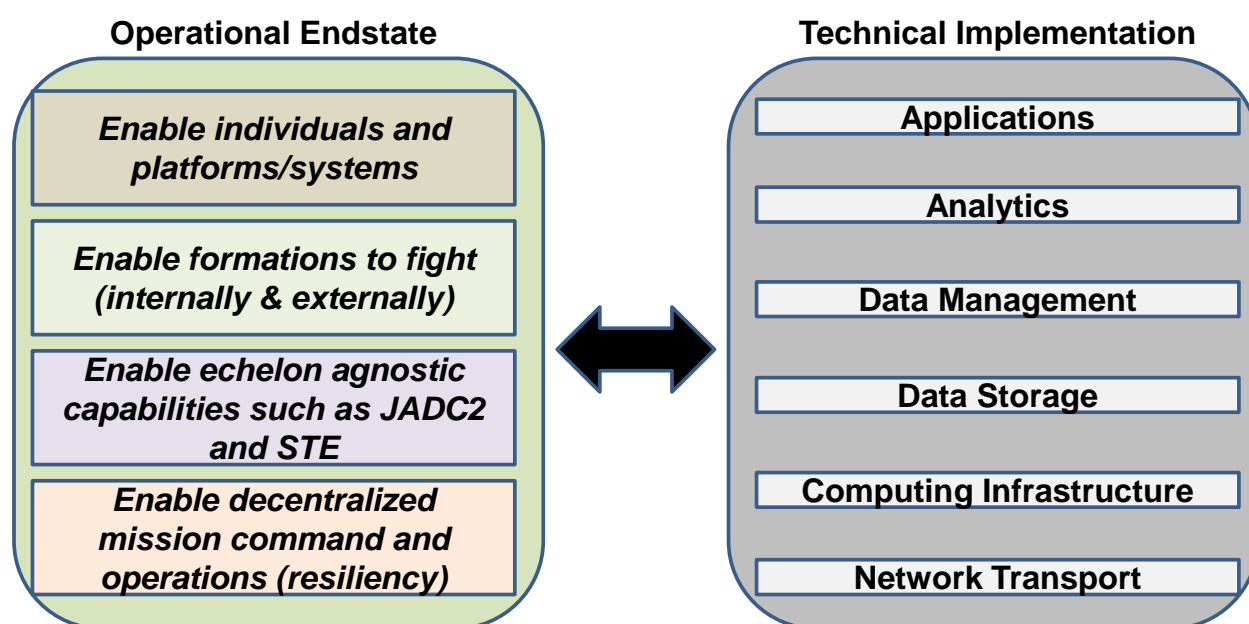 Operational Endstate
Enable individuals and
platforms/systems
Enable formations to fight
(internally & externally)
Enable echelon agnostic
capabilities such as JADC2
and STE
Enable decentralized
mission command and
operations (resiliency)
Technical Implementation
Applications
Analytics
Data Management
Data Storage
Computing Infrastructure
Network Transport